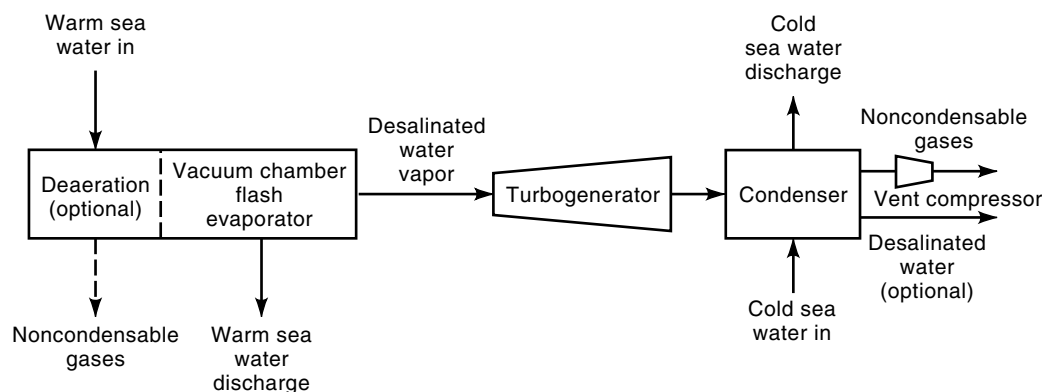 Warm sea
water in
Deaeration
(optional)
Vacuum chamber
flash
evaporator
Noncondensable
gases
Warm sea
water
discharge
Desalinated
water
vapor
Turbogenerator
Cold
sea water
discharge
Condenser
Cold sea
water in
Noncondensable
gases
Vent compressor
Desalinated
water
(optional)